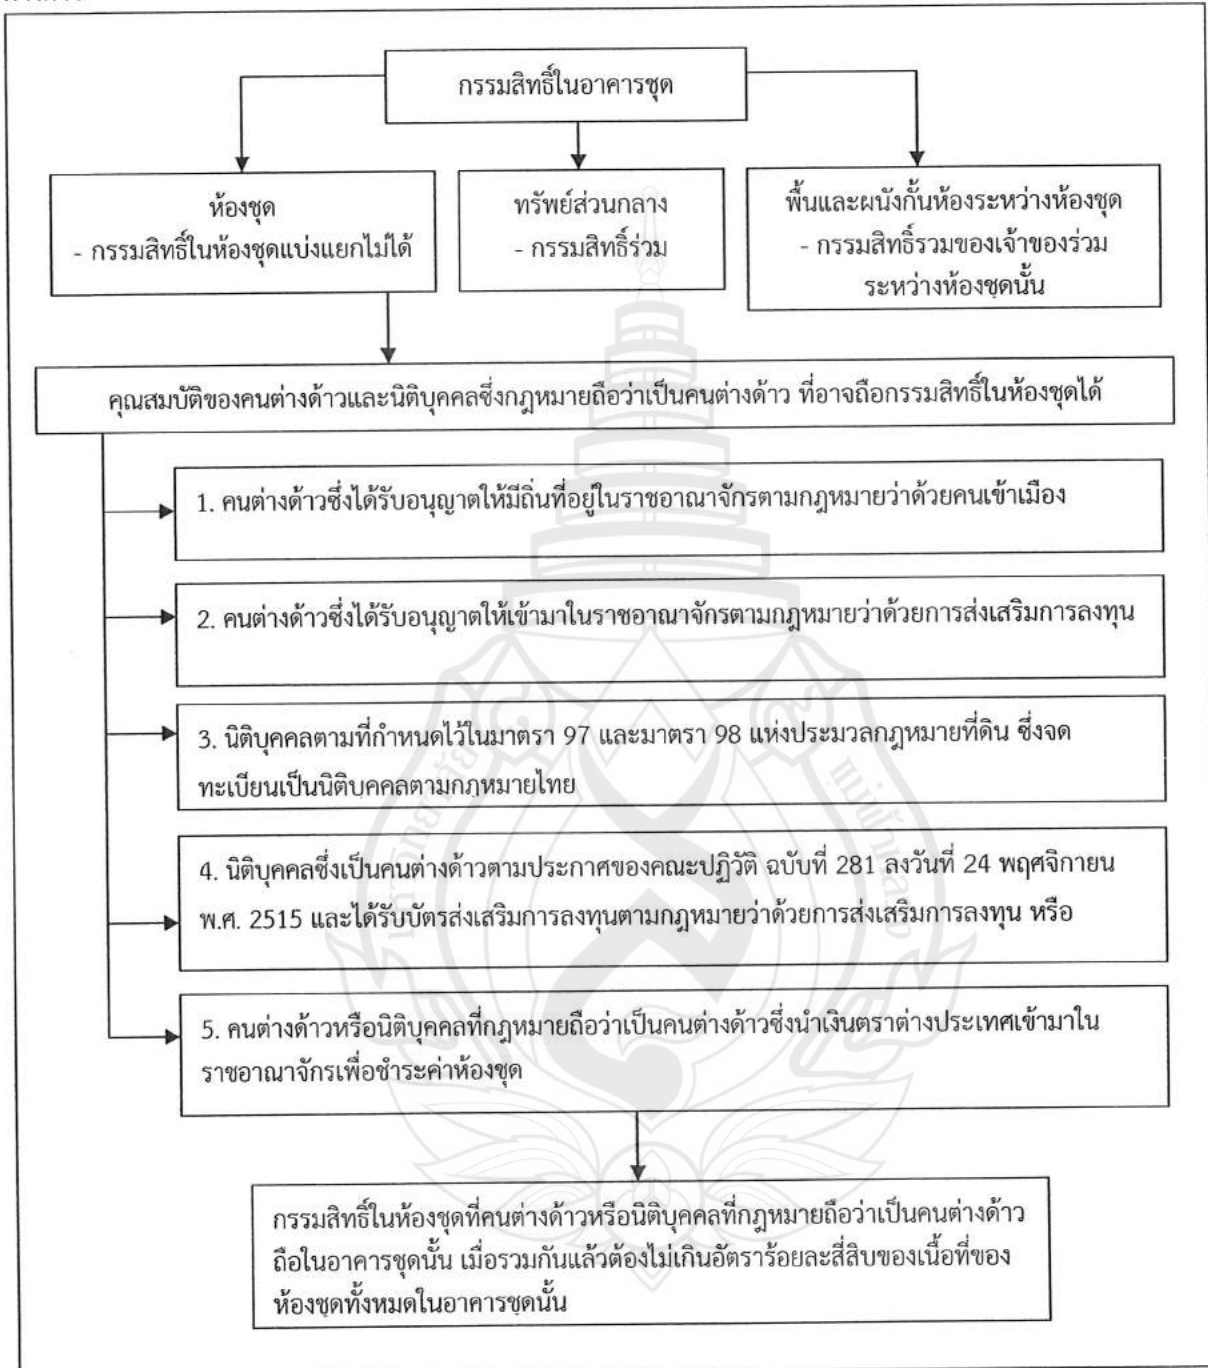 กรรมสิทธิ์ในอาคารชุด
ห้องชุด
- กรรมสิทธิ์ในห้องชุดแบ่งแยกไม่ได้
ทรัพย์ส่วนกลาง
- กรรมสิทธิ์ร่วม
พื้นและผนังกั้นห้องระหว่างห้องชุด
- กรรมสิทธิ์รวมของเจ้าของร่วม
ระหว่างห้องชุดนั้น
คุณสมบัติของคนต่างด้าวและนิติบุคคลซึ่งกฎหมายถือว่าเป็นคนต่างด้าว ที่อาจถือกรรมสิทธิ์ในห้องชุดได้
1. คนต่างด้าวซึ่งได้รับอนุญาตให้มีถิ่นที่อยู่ในราชอาณาจักรตามกฎหมายว่าด้วยคนเข้าเมือง
2. คนต่างด้าวซึ่งได้รับอนุญาตให้เข้ามาในราชอาณาจักรตามกฎหมายว่าด้วยการส่งเสริมการลงทุน
3. นิติบุคคลตามที่กำหนดไว้ในมาตรา 97 และมาตรา 98 แห่งประมวลกฎหมายที่ดิน ซึ่งจด
ทะเบียนเป็นนิติบุคคลตามกฎหมายไทย
4. นิติบุคคลซึ่งเป็นคนต่างด้าวตามประกาศของคณะปฏิวัติ ฉบับที่ 281 ลงวันที่ 24 พฤศจิกายน
พ.ศ. 2515 และได้รับบัตรส่งเสริมการลงทุนตามกฎหมายว่าด้วยการส่งเสริมการลงทุน หรือ
5. คนต่างด้าวหรือนิติบุคคลที่กฎหมายถือว่าเป็นคนต่างด้าวซึ่งนำเงินตราต่างประเทศเข้ามาใน
ราชอาณาจักรเพื่อชำระค่าห้องชุด
กรรมสิทธิ์ในห้องชุดที่คนต่างด้าวหรือนิติบุคคลที่กฎหมายถือว่าเป็นคนต่างด้าว
ถือในอาคารชุดนั้น เมื่อรวมกันแล้วต้องไม่เกินอัตราร้อยละสี่สิบของเนื้อที่ของ
ห้องชุดทั้งหมดในอาคารชุดนั้น